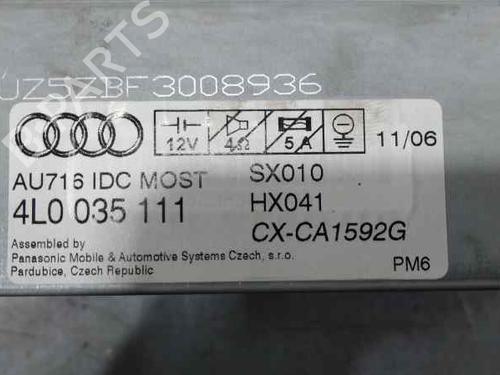 UZ5ZBF3008936
12V 4Ω 5A 11/06
AU716 IDC MOST SX010
4L0 035 111 HX041
CX-CA1592G
Assembled by
Panasonic Mobile & Automotive Systems Czech, s.r.o.
Pardubice, Czech Republic PM6